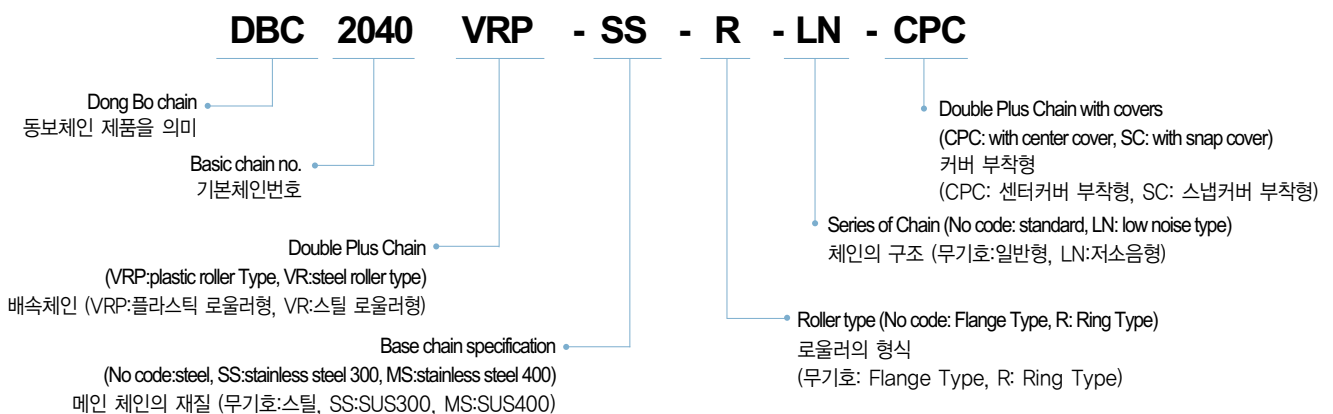 DBC 2040 VRP - SS - R - LN - CPC
Dong Bo chain
동보체인 제품을 의미
Basic chain no.
기본체인번호
Double Plus Chain
(VRP:plastic roller Type, VR:steel roller type)
배속체인 (VRP:플라스틱 로울러형, VR:스틸 로울러형)
Base chain specification
(No code:steel, SS:stainless steel 300, MS:stainless steel 400)
메인 체인의 재질 (무기호:스틸, SS:SUS300, MS:SUS400)
Double Plus Chain with covers
(CPC: with center cover, SC: with snap cover)
커버 부착형
(CPC: 센터커버 부착형, SC: 스냅커버 부착형)
Series of Chain (No code: standard, LN: low noise type)
체인의 구조 (무기호:일반형, LN:저소음형)
Roller type (No code: Flange Type, R: Ring Type)
로울러의 형식
(무기호: Flange Type, R: Ring Type)